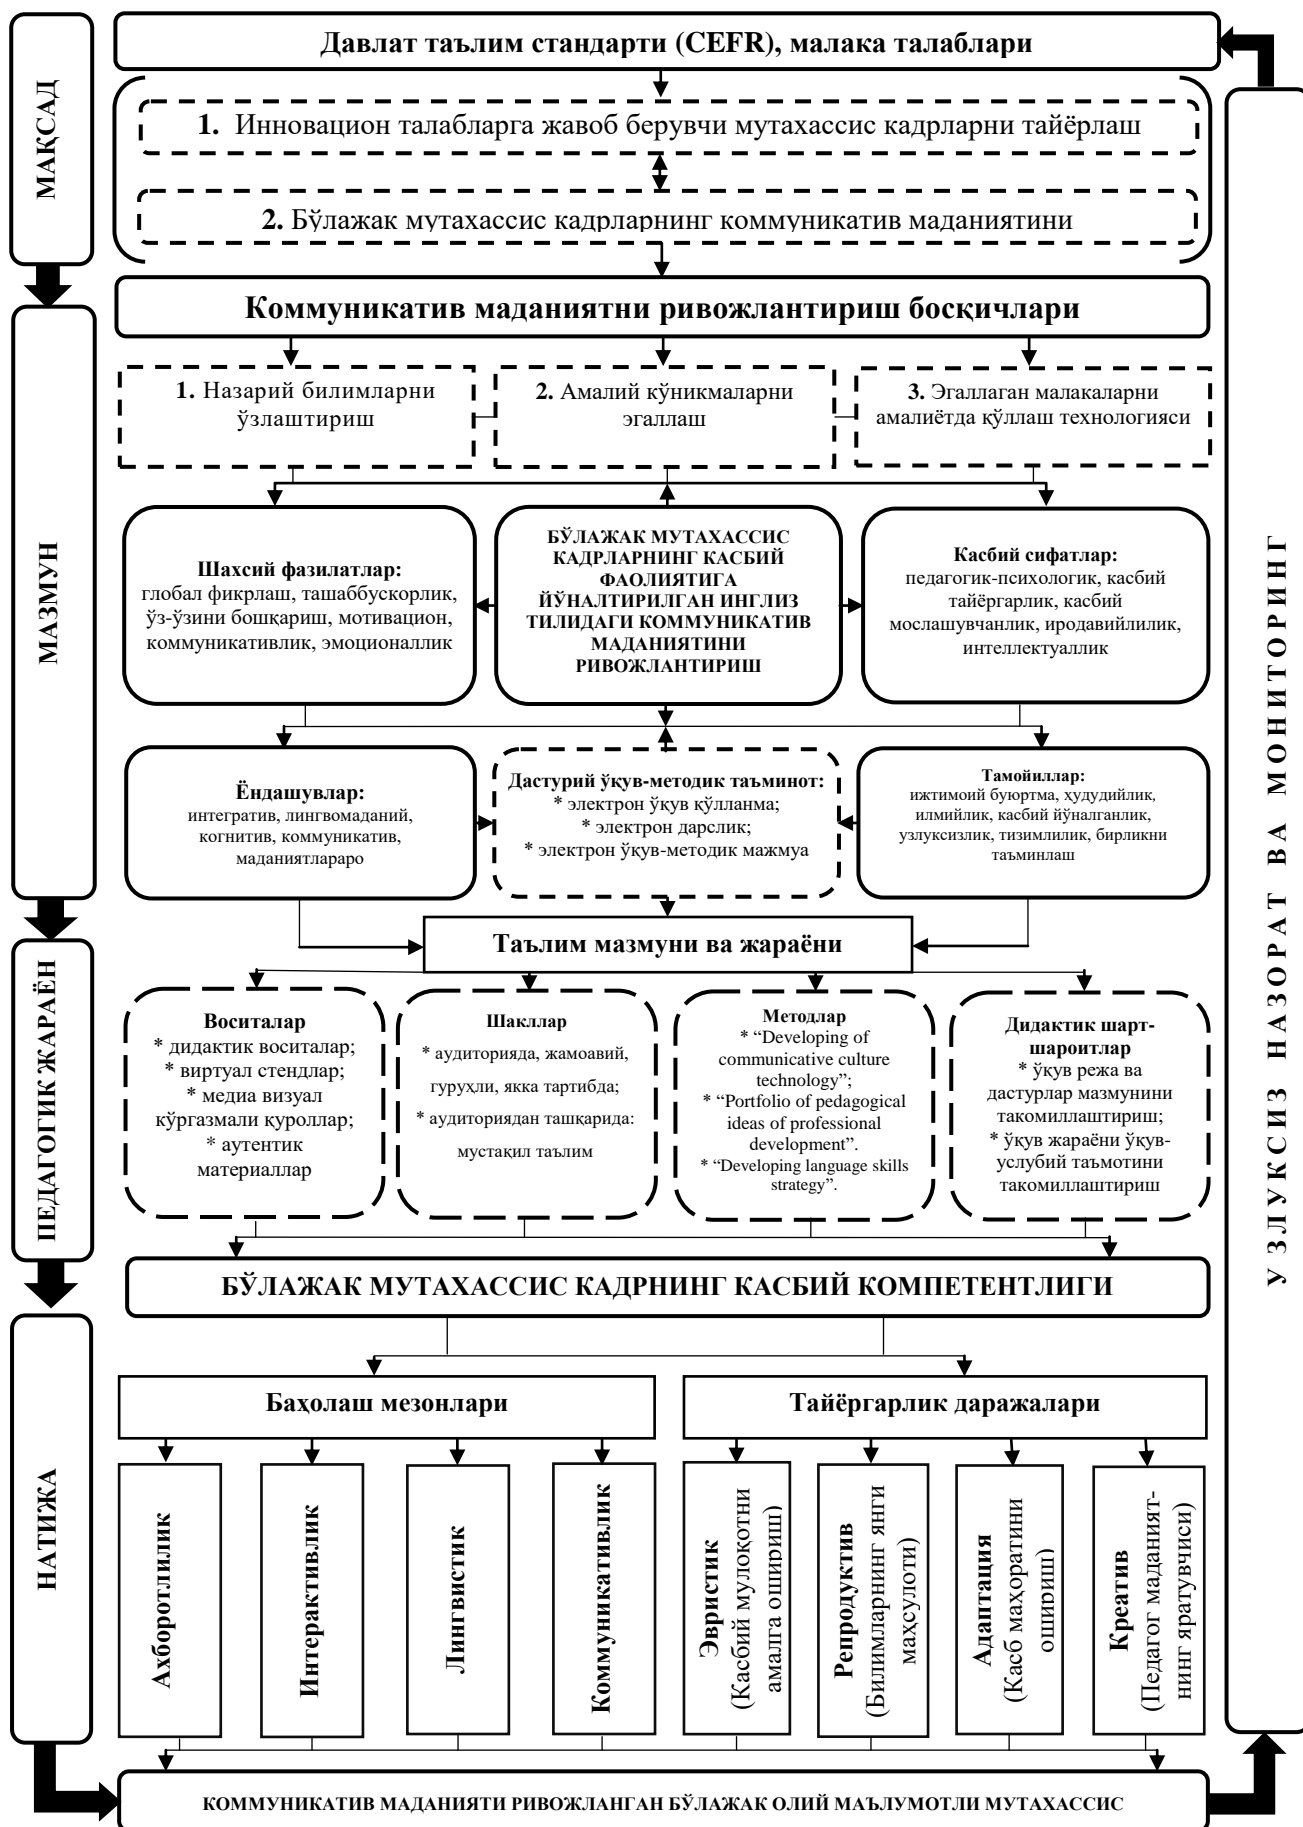 Давлат таълим стандарти (CEFR), малака талаблари
МАҚСАД
1. Инновацион талабларга жавоб берувчи мутахассис кадрларни тайёрлаш
2. Бўлажак мутахассис кадрларнинг коммуникатив маданиятини
Коммуникатив маданиятни ривожлантириш босқичлари
МАЗМУН
1. Назарий билимларни
ўзлаштириш
2. Амалий кўникмаларни
эгаллаш
3. Эгаллаган малакаларни
амалиётда қўллаш технологияси
Шахсий фазилатлар:
глобал фикрлаш, ташаббускорлик,
ўз-ўзини бошқариш, мотивацион,
коммуникативлик, эмоционаллик
БЎЛАЖАК МУТАХАССИС
КАДРЛАРНИНГ КАСБИЙ
ФАОЛИЯТИГА
ЙЎНАЛТИРИЛГАН ИНГЛИЗ
ТИЛИДАГИ КОММУНИКАТИВ
МАДАНИЯТИНИ
РИВОЖЛАНТИРИШ
Касбий сифатлар:
педагогик-психологик, касбий
тайёргарлик, касбий
мослашувчанлик, иродавийлилик,
интеллектуаллик
Ёндашувлар:
интегратив, лингвомаданий,
когнитив, коммуникатив,
маданиятлараро
Дастурий ўқув-методик таъминот:
* электрон ўқув қўлланма;
* электрон дарслик;
* электрон ўқув-методик мажмуа
Тамойиллар:
ижтимоий буюртма, ҳудудийлик,
илмийлик, касбий йўналганлик,
узлуксизлик, тизимлилик, бирликни
таъминлаш
ПЕДАГОГИК ЖАРАЁН
Таълим мазмуни ва жараёни
Воситалар
* дидактик воситалар;
* виртуал стендлар;
* медиа визуал
кўргазмали қуроллар;
* аутентик
материаллар
Шакллар
* аудиторияда, жамоавий,
гуруҳли, якка тартибда;
* аудиториядан ташқарида:
мустақил таълим
Методлар
* “Developing of
communicative culture
technology”;
* “Portfolio of pedagogical
ideas of professional
development”.
* “Developing language skills
strategy”.
Дидактик шарт-
шароитлар
* ўқув режа ва
дастурлар мазмунини
такомиллаштириш;
* ўқув жараёни ўқув-
услубий таъмотини
такомиллаштириш
БЎЛАЖАК МУТАХАССИС КАДРНИНГ КАСБИЙ КОМПЕТЕНТЛИГИ
НАТИЖА
Баҳолаш мезонлари
Тайёргарлик даражалари
Ахборотлилик
Интерактивлик
Лингвистик
Коммуникативлик
Эвристик
(Касбий мулоқотни
амалга ошириш)
Репродуктив
(Билимларнинг янги
маҳсулоти)
Адаптация
(Касб маҳоратини
ошириш)
Креатив
(Педагог маданият-
нинг яратувчиси)
КОММУНИКАТИВ МАДАНИЯТИ РИВОЖЛАНГАН БЎЛАЖАК ОЛИЙ МАЪЛУМОТЛИ МУТАХАССИС
У ЗЛУКСИЗ НАЗОРАТ ВА МОНИТОРИНГ